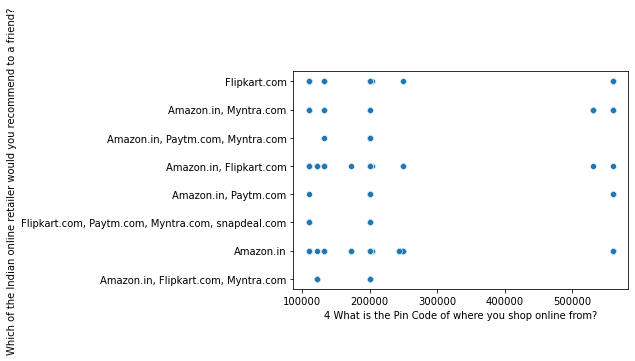 Which of the Indian online retailer would you recommend to a friend?
Flipkart.com
Amazon.in, Myntra.com
Amazon.in, Paytm.com, Myntra.com
Amazon.in, Flipkart.com
Amazon.in, Paytm.com
Flipkart.com, Paytm.com, Myntra.com, snapdeal.com
Amazon.in
Amazon.in, Flipkart.com, Myntra.com
100000 200000 300000 400000 500000
4 What is the Pin Code of where you shop online from?